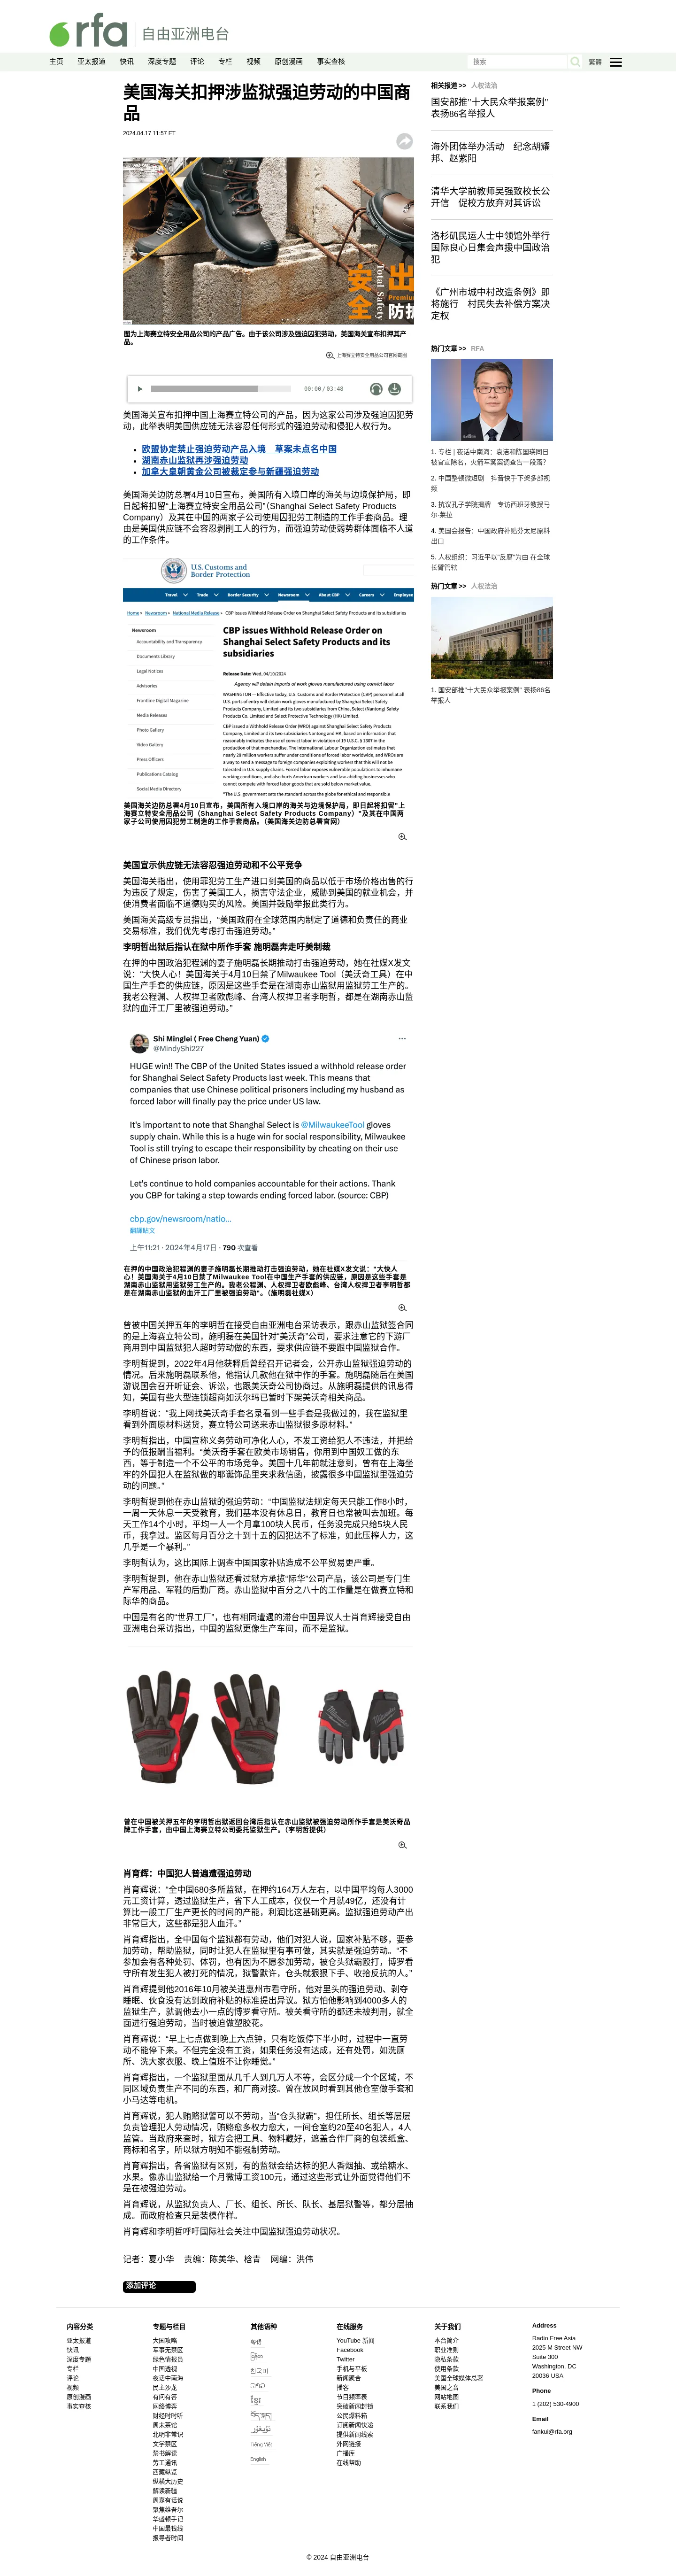 rfa
自由亚洲电台
主页 亚太报道 快讯 深度专题 评论 专栏 视频 原创漫画 事实查核
搜索
繁體
美国海关扣押涉监狱强迫劳动的中国商
品
2024.04.17 11:57 ET
Total Safety
安全
出
Premium
防护
图为上海赛立特安全用品公司的产品广告。由于该公司涉及强迫囚犯劳动，美国海关宣布扣押其产
品。
上海赛立特安全用品公司官网截图
00:00 / 03:48
美国海关宣布扣押中国上海赛立特公司的产品，因为这家公司涉及强迫囚犯劳
动，此举表明美国供应链无法容忍任何形式的强迫劳动和侵犯人权行为。
欧盟协定禁止强迫劳动产品入境　草案未点名中国
湖南赤山监狱再涉强迫劳动
加拿大皇朝黄金公司被裁定参与新疆强迫劳动
美国海关边防总署4月10日宣布，美国所有入境口岸的海关与边境保护局，即
日起将扣留“上海赛立特安全用品公司”（Shanghai Select Safety Products
Company）及其在中国的两家子公司使用囚犯劳工制造的工作手套商品。理
由是美国供应链不会容忍剥削工人的行为，而强迫劳动使弱势群体面临不人道
的工作条件。
U.S. Customs and
Border Protection
Travel Trade Border Security Newsroom About CBP Careers Employee
Home » Newsroom » National Media Release » CBP issues Withhold Release Order on Shanghai Select Safety Products and its subsidiaries
Newsroom
Accountability and Transparency
Documents Library
Legal Notices
Advisories
Frontline Digital Magazine
Media Releases
Photo Gallery
Video Gallery
Press Officers
Publications Catalog
Social Media Directory
CBP issues Withhold Release Order on
Shanghai Select Safety Products and its
subsidiaries
Release Date: Wed, 04/10/2024
Agency will detain shipments of work gloves manufactured using convict labor
WASHINGTON — Effective today, U.S. Customs and Border Protection (CBP) personnel at all
U.S. ports of entry will detain work gloves manufactured by Shanghai Select Safety Products
Company Limited and its two subsidiaries
美国海关边防总署4月10日宣布，美国所有入境口岸的海关与边境保护局，即日起将扣留“上
海赛立特安全用品公司（Shanghai Select Safety Products Company）”及其在中国的两
家子公司使用囚犯劳工制造的工作手套商品。（美国海关边防总署官网）
美国宣示供应链无法容忍强迫劳动和不公平竞争
美国海关指出，使用罪犯劳工生产进口到美国的商品以低于市场价格出售的行
为违反了规定，伤害了美国工人，损害守法企业，威胁到美国的就业机会，并
使消费者面临不道德购买的风险。美国并鼓励举报此类行为。
美国海关高级专员指出，“美国政府在全球范围内制定了道德和负责任的商业
交易标准，我们优先考虑打击强迫劳动。”
李明哲出狱后指认在狱中所作手套 施明磊奔走吁美制裁
在押的中国政治犯程渊的妻子施明磊长期推动打击强迫劳动，她在社媒X发文
说：“大快人心！美国海关于4月10日禁了Milwaukee Tool（美沃奇工具）在中
国生产手套的供应链，原因是这些手套是在湖南赤山监狱用监狱劳工生产的。
我老公程渊、人权捍卫者欧彪峰、台湾人权捍卫者李明哲，都是在湖南赤山监
狱的血汗工厂里被强迫劳动。”
Shi Minglei ( Free Cheng Yuan)
@MindyShi227
HUGE win!! The CBP of the United States issued a withhold release order
for Shanghai Select Safety Products last week. This means that
companies that use Chinese political prisoners including my husband as
forced labor will finally pay the price under US law.
It's important to note that Shanghai Select is @MilwaukeeTool gloves
supply chain. While this is a huge win for social responsibility, Milwaukee
Tool is still trying to escape their responsibility by cheating on their use
of Chinese prison labor.
Let's continue to hold companies accountable for their actions. Thank
you CBP for taking a step towards ending forced labor. (source: CBP)
cbp.gov/newsroom/natio...
翻譯貼文
上午11:21 · 2024年4月17日 · 790 次查看
在押的中国政治犯程渊的妻子施明磊长期推动打击强迫劳动，她在社媒X发文说：“大快人
心！美国海关于4月10日禁了Milwaukee Tool在中国生产手套的供应链，原因是这些手套是
湖南赤山监狱用监狱劳工生产的。我老公程渊、人权捍卫者欧彪峰、台湾人权捍卫者李明哲都
是在湖南赤山监狱的血汗工厂里被强迫劳动”。（施明磊社媒X）
曾被中国关押五年的李明哲在接受自由亚洲电台采访表示，跟赤山监狱签合同
的是上海赛立特公司，施明磊在美国针对“美沃奇”公司，要求注意它的下游厂
商用到中国监狱犯人超时劳动做的东西，要求供应链不要跟中国监狱合作。
李明哲提到，2022年4月他获释后曾经召开记者会，公开赤山监狱强迫劳动的
情况。后来施明磊联系他，他指认几款他在狱中作的手套。施明磊随后在美国
游说国会召开听证会、诉讼，也跟美沃奇公司协商过。从施明磊提供的讯息得
知，美国有些大型连锁超商如沃尔玛已暂时下架美沃奇相关商品。
李明哲说：“我上网找美沃奇手套名录看到一些手套是我做过的，我在监狱里
看到外面原材料送货，赛立特公司送来赤山监狱很多原材料。”
李明哲指出，中国宣称义务劳动可净化人心，不发工资给犯人不违法，并把给
予的低报酬当福利。“美沃奇手套在欧美市场销售，你用到中国奴工做的东
西，等于制造一个不公平的市场竞争。美国十几年前就注意到，曾有在上海坐
牢的外国犯人在监狱做的耶诞饰品里夹求救信函，披露很多中国监狱里强迫劳
动的问题。”
李明哲提到他在赤山监狱的强迫劳动：“中国监狱法规定每天只能工作8小时，
一周一天休息一天受教育，我们基本没有休息日，教育日也常被叫去加班。每
天工作14个小时，平均一人一个月拿100块人民币，任务没完成只给5块人民
币，我拿过。监区每月百分之十到十五的囚犯达不了标准，如此压榨人力，这
几乎是一个暴利。”
李明哲认为，这比国际上调查中国国家补贴造成不公平贸易更严重。
李明哲提到，他在赤山监狱还看过狱方承揽“际华”公司产品，该公司是专门生
产军用品、军鞋的后勤厂商。赤山监狱中百分之八十的工作量是在做赛立特和
际华的商品。
中国是有名的“世界工厂”，也有相同遭遇的滞台中国异议人士肖育辉接受自由
亚洲电台采访指出，中国的监狱更像生产车间，而不是监狱。
曾在中国被关押五年的李明哲出狱返回台湾后指认在赤山监狱被强迫劳动所作手套是美沃奇品
牌工作手套，由中国上海赛立特公司委托监狱生产。（李明哲提供）
肖育辉：中国犯人普遍遭强迫劳动
肖育辉说：“全中国680多所监狱，在押约164万人左右，以中国平均每人3000
元工资计算，透过监狱生产，省下人工成本，仅仅一个月就49亿，还没有计
算比一般工厂生产更长的时间的产能，利润比这基础更高。监狱强迫劳动产出
非常巨大，这些都是犯人血汗。”
肖育辉指出，全中国每个监狱都有劳动，他们对犯人说，国家补贴不够，要参
加劳动，帮助监狱，同时让犯人在监狱里有事可做，其实就是强迫劳动。“不
参加会有各种处罚、体罚，也有因为不愿参加劳动，被仓头狱霸殴打，博罗看
守所有发生犯人被打死的情况，狱警默许，仓头就狠狠下手、收拾反抗的人。”
肖育辉提到他2016年10月被关进惠州市看守所，他对里头的强迫劳动、剥夺
睡眠、伙食没有达到政府补贴的标准提出异议。狱方怕他影响到4000多人的
监狱生产，就调他去小一点的博罗看守所。被关看守所的都还未被判刑，就全
面进行强迫劳动，当时被迫做塑胶花。
肖育辉说：“早上七点做到晚上六点钟，只有吃饭停下半小时，过程中一直劳
动不能停下来。不但完全没有工资，如果任务没有达成，还有处罚，如洗厕
所、洗大家衣服、晚上值班不让你睡觉。”
肖育辉指出，一个监狱里面从几千人到几万人不等，会区分成一个个区域，不
同区域负责生产不同的东西，和厂商对接。曾在放风时看到其他仓室做手套和
小马达等电机。
肖育辉说，犯人贿赂狱警可以不劳动，当“仓头狱霸”，担任所长、组长等层层
负责管理犯人劳动情况，贿赂愈多权力愈大，一间仓室约20至40名犯人，4人
监管。当政府来查时，狱方会把工具、物料藏好，遮盖合作厂商的包装纸盒、
商标和名字，所以狱方明知不能强制劳动。
肖育辉指出，各省监狱有区别，有的监狱会给达标的犯人香烟抽、或给糖水、
水果。像赤山监狱给一个月微博工资100元，通过这些形式让外面觉得他们不
是在被强迫劳动。
肖育辉说，从监狱负责人、厂长、组长、所长、队长、基层狱警等，都分层抽
成。而政府检查只是装模作样。
肖育辉和李明哲呼吁国际社会关注中国监狱强迫劳动状况。
记者：夏小华　责编：陈美华、梒青　网编：洪伟
添加评论
相关报道 >> 人权法治
国安部推"十大民众举报案例"
表扬86名举报人
海外团体举办活动　纪念胡耀
邦、赵紫阳
清华大学前教师吴强致校长公
开信　促校方放弃对其诉讼
洛杉矶民运人士中领馆外举行
国际良心日集会声援中国政治
犯
《广州市城中村改造条例》即
将施行　村民失去补偿方案决
定权
热门文章 >> RFA
1. 专栏 | 夜话中南海：袁洁和陈国瑛同日
被官宣除名，火箭军窝案调查告一段落?
2. 中国整顿微短剧　抖音快手下架多部视
频
3. 抗议孔子学院揭牌　专访西班牙教授马
尔·莱拉
4. 美国会报告：中国政府补贴芬太尼原料
出口
5. 人权组织：习近平以"反腐"为由 在全球
长臂管辖
热门文章 >> 人权法治
1. 国安部推"十大民众举报案例" 表扬86名
举报人
内容分类
亚太报道
快讯
深度专题
专栏
评论
视频
原创漫画
事实查核
专题与栏目
大国攻略
军事无禁区
绿色情报员
中国透视
夜话中南海
民主沙龙
有问有答
网络博弈
财经时时听
周末茶馆
北明非常识
文学禁区
禁书解读
劳工通讯
西藏纵览
纵横大历史
解读新疆
周嘉有话说
聚焦维吾尔
华盛顿手记
中国最钱线
报导者时间
其他语种
粤语
မြန်မာ
한국어
ລາວ
ខ្មែរ
བོད་སྐད།
ئۇيغۇر
Tiếng Việt
English
在线服务
YouTube 新闻
Facebook
Twitter
手机与平板
新闻聚合
播客
节目频率表
突破新闻封锁
公民爆料箱
订阅新闻快递
提供新闻线索
外网链接
广播库
在线帮助
关于我们
本台简介
职业准则
隐私条款
使用条款
美国全球媒体总署
美国之音
网站地图
联系我们
Address
Radio Free Asia
2025 M Street NW
Suite 300
Washington, DC
20036 USA
Phone
1 (202) 530-4900
Email
fankui@rfa.org
© 2024 自由亚洲电台